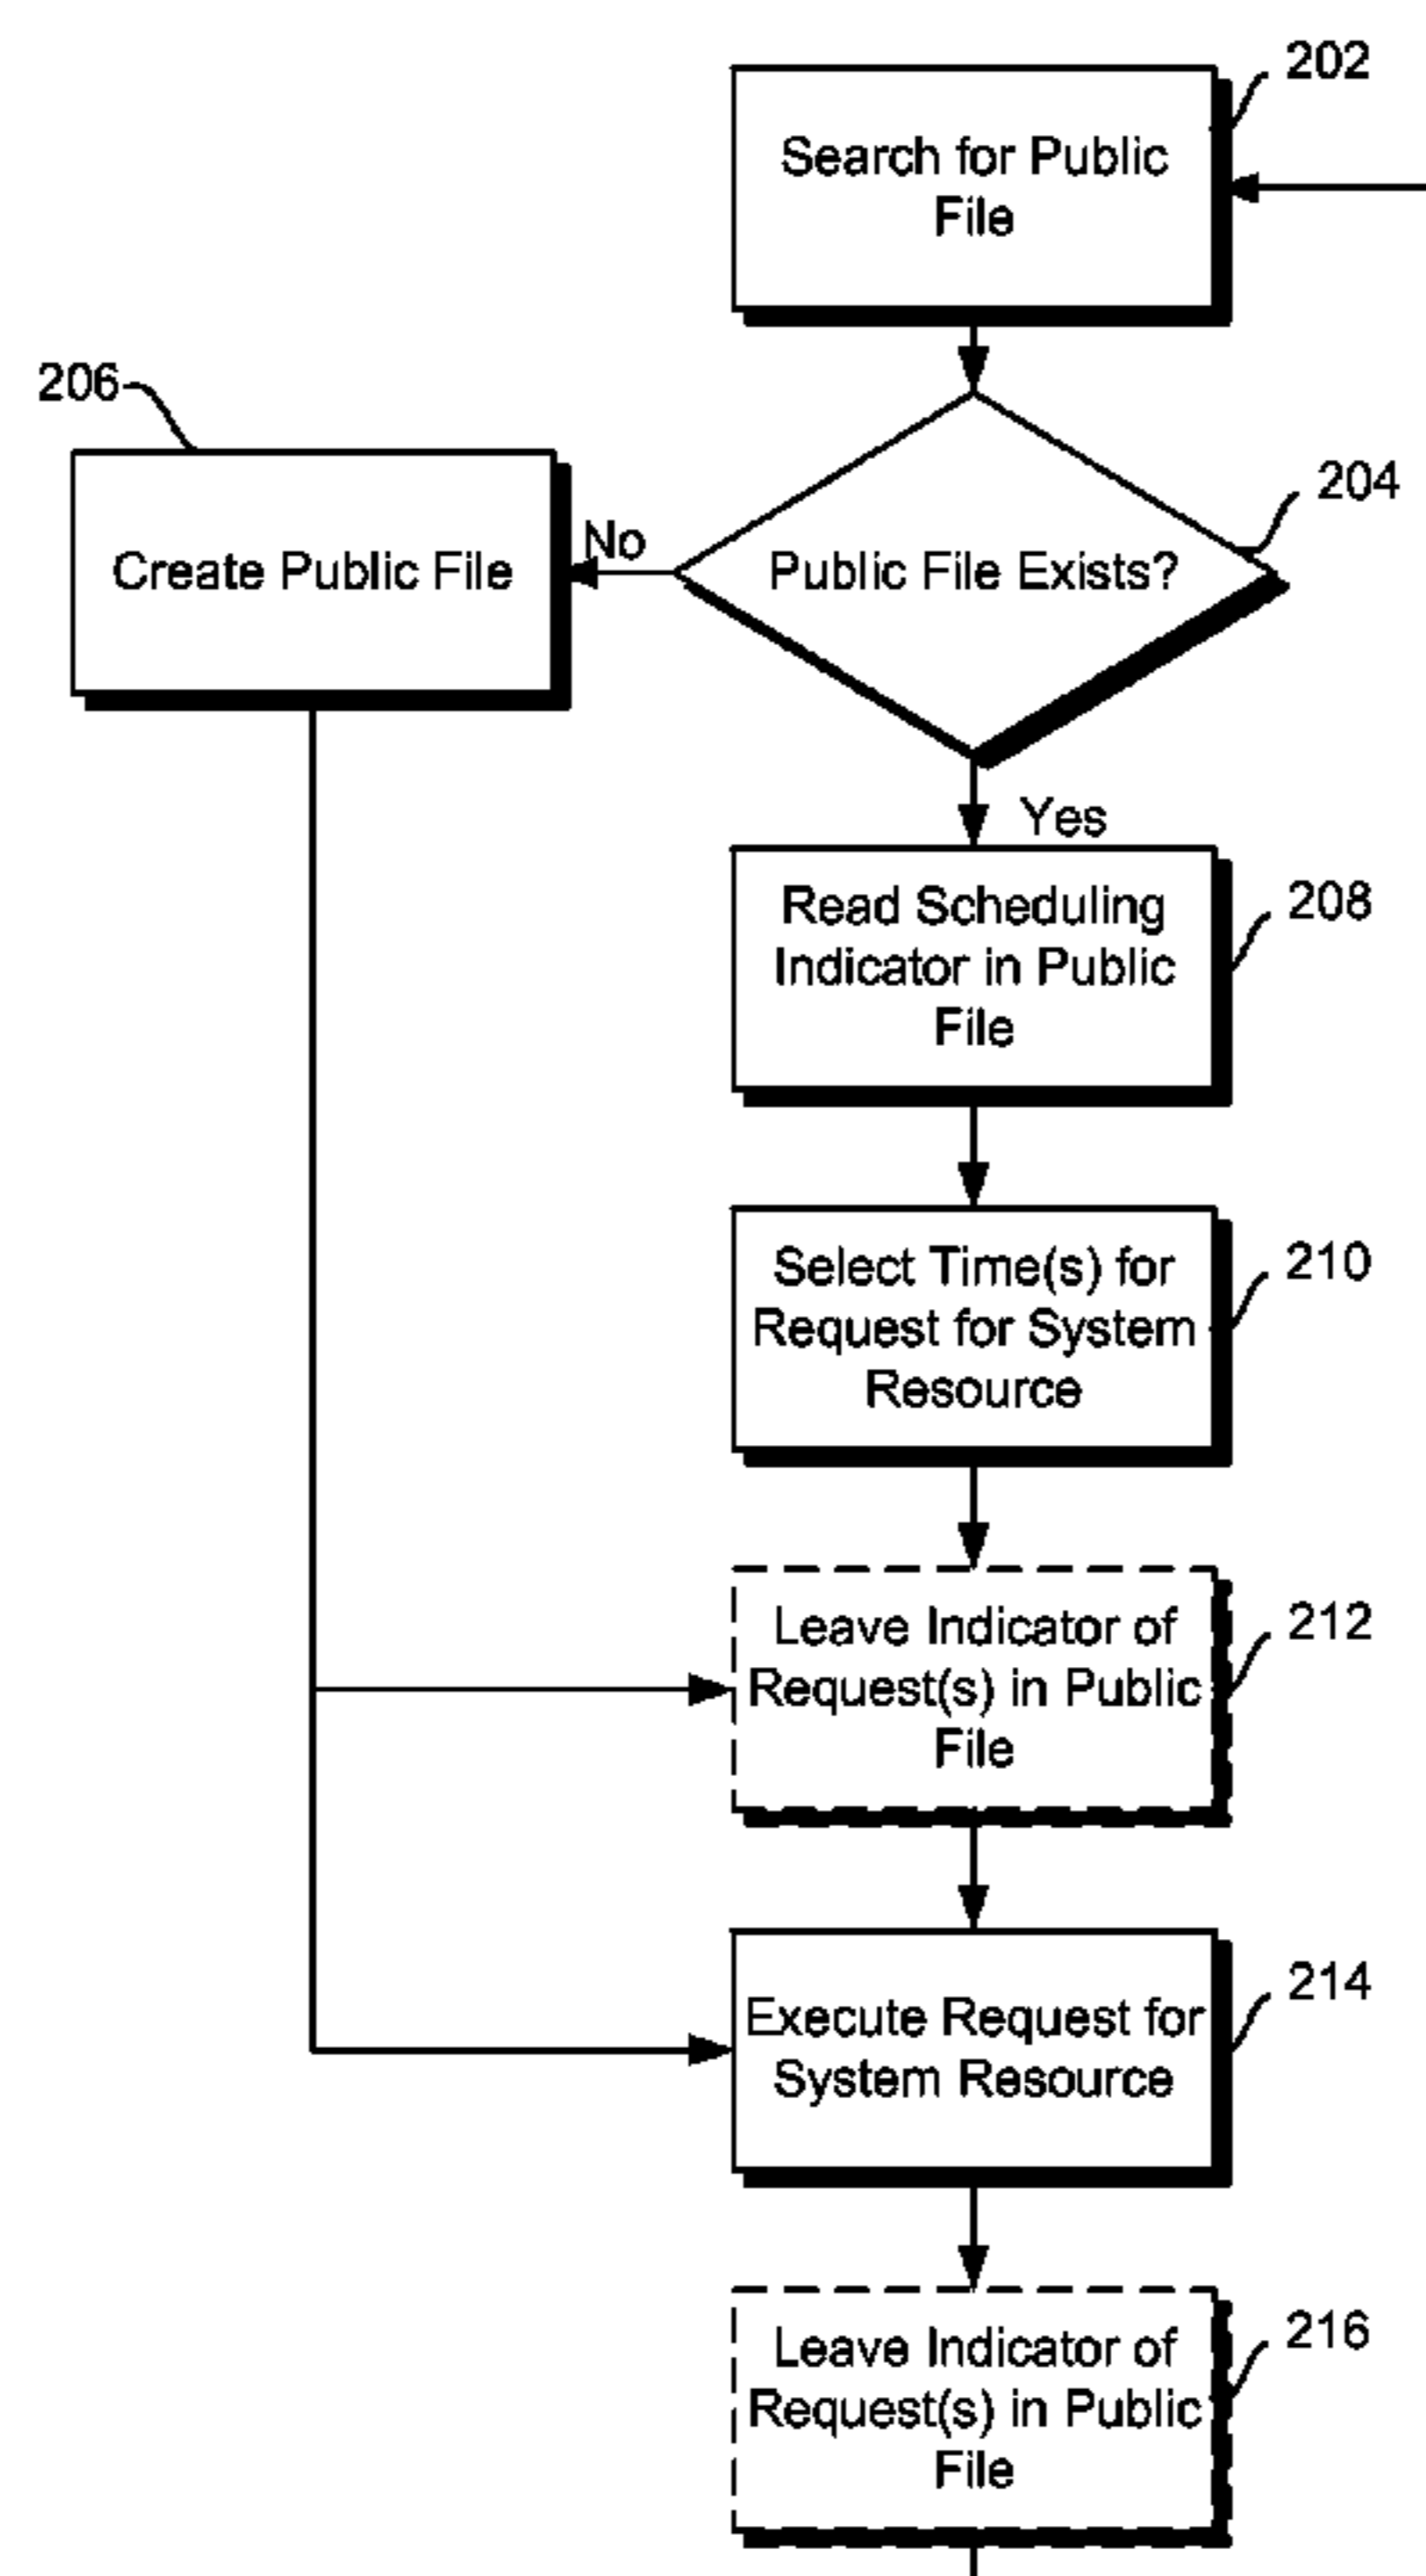 202
Search for Public
File
206
204
No
Create Public File
Public File Exists?
Yes
Read Scheduling
Indicator in Public
File
208
Select Time(s) for
Request for System
Resource
210
Leave Indicator of
Request(s) in Public
File
212
Execute Request for
System Resource
214
Leave Indicator of
Request(s) in Public
File
216